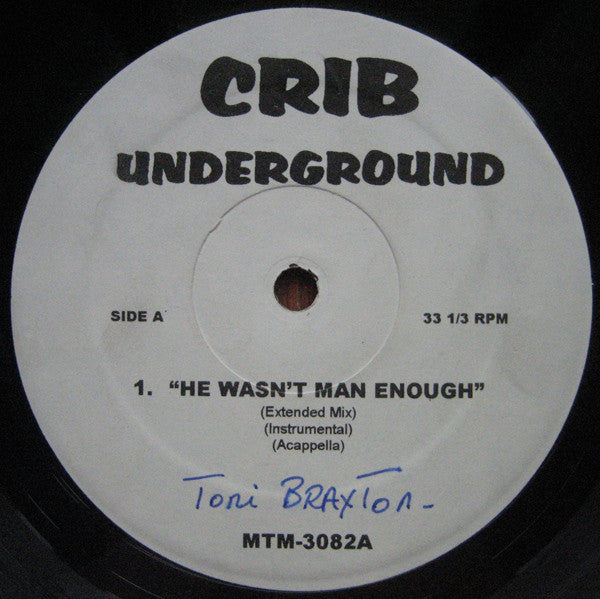 CRIB
UNDERGROUND
SIDE A
33 1/3 RPM
1. “HE WASN'T MAN ENOUGH”
(Extended Mix)
(Instrumental)
(Acappella)
Toni BRAXTon-
MTM-3082A